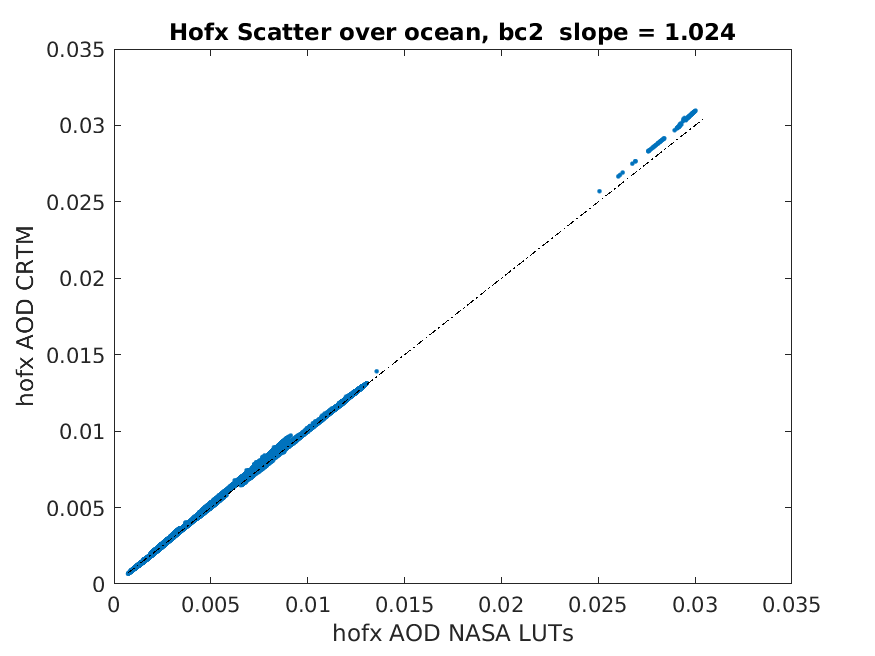 Hofx Scatter over ocean, bc2  slope = 1.024
0.035
0.03
0.025
0.02
0.015
0.01
0.005
0
hofx AOD CRTM
0 0.005 0.01 0.015 0.02 0.025 0.03 0.035
hofx AOD NASA LUTs